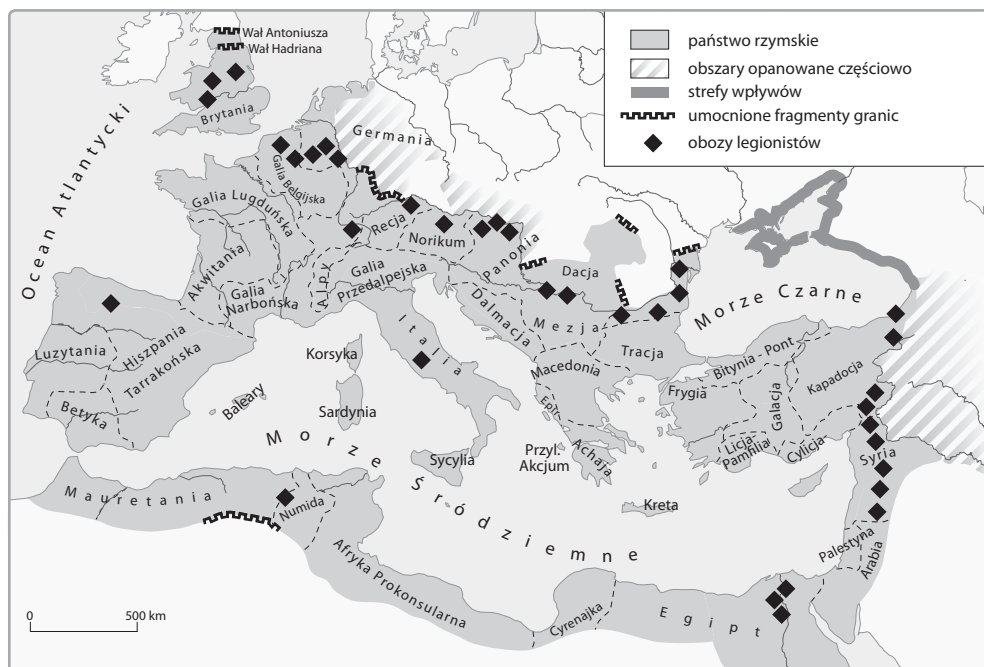 Wał Antoniusza
Wał Hadriana
państwo rzymskie
obszary opanowane częściowo
strefy wpływów
umocnione fragmenty granic
obozy legionistów
Ocean Atlantycki
Brytania
Germania
Galia Belgijska
Galia Lugduńska
Recja
Norikum
Panonia
Akwitania
Galia
Narbońska
Alpy
Galia
Przedalpejska
Dacja
Dalmacja
Mezja
Morze Czarne
Italia
Korsyka
Sardynia
Luzytania
Hiszpania
Tarrakońska
Betyka
Baleary
Macedonia
Tracja
Epir
Achaja
Przyl.
Akcjum
Bitynia - Pont
Frygia
Galacja
Kapadocja
Licja-
Pamfilia
Cylicja
Syria
Sycylia
Kreta
Morze
Śródziemne
Mauretania
Numida
Afryka Prokonsularna
Cyrenajka
Egipt
Palestyna
Arabia
0 500 km